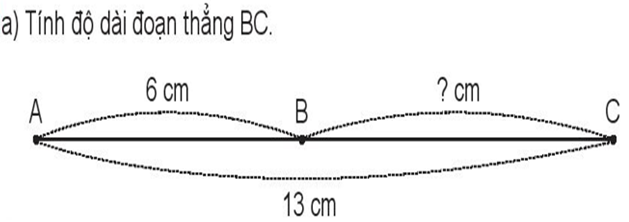 a) Tính độ dài đoạn thẳng BC.
6 cm ? cm
A B C
13 cm